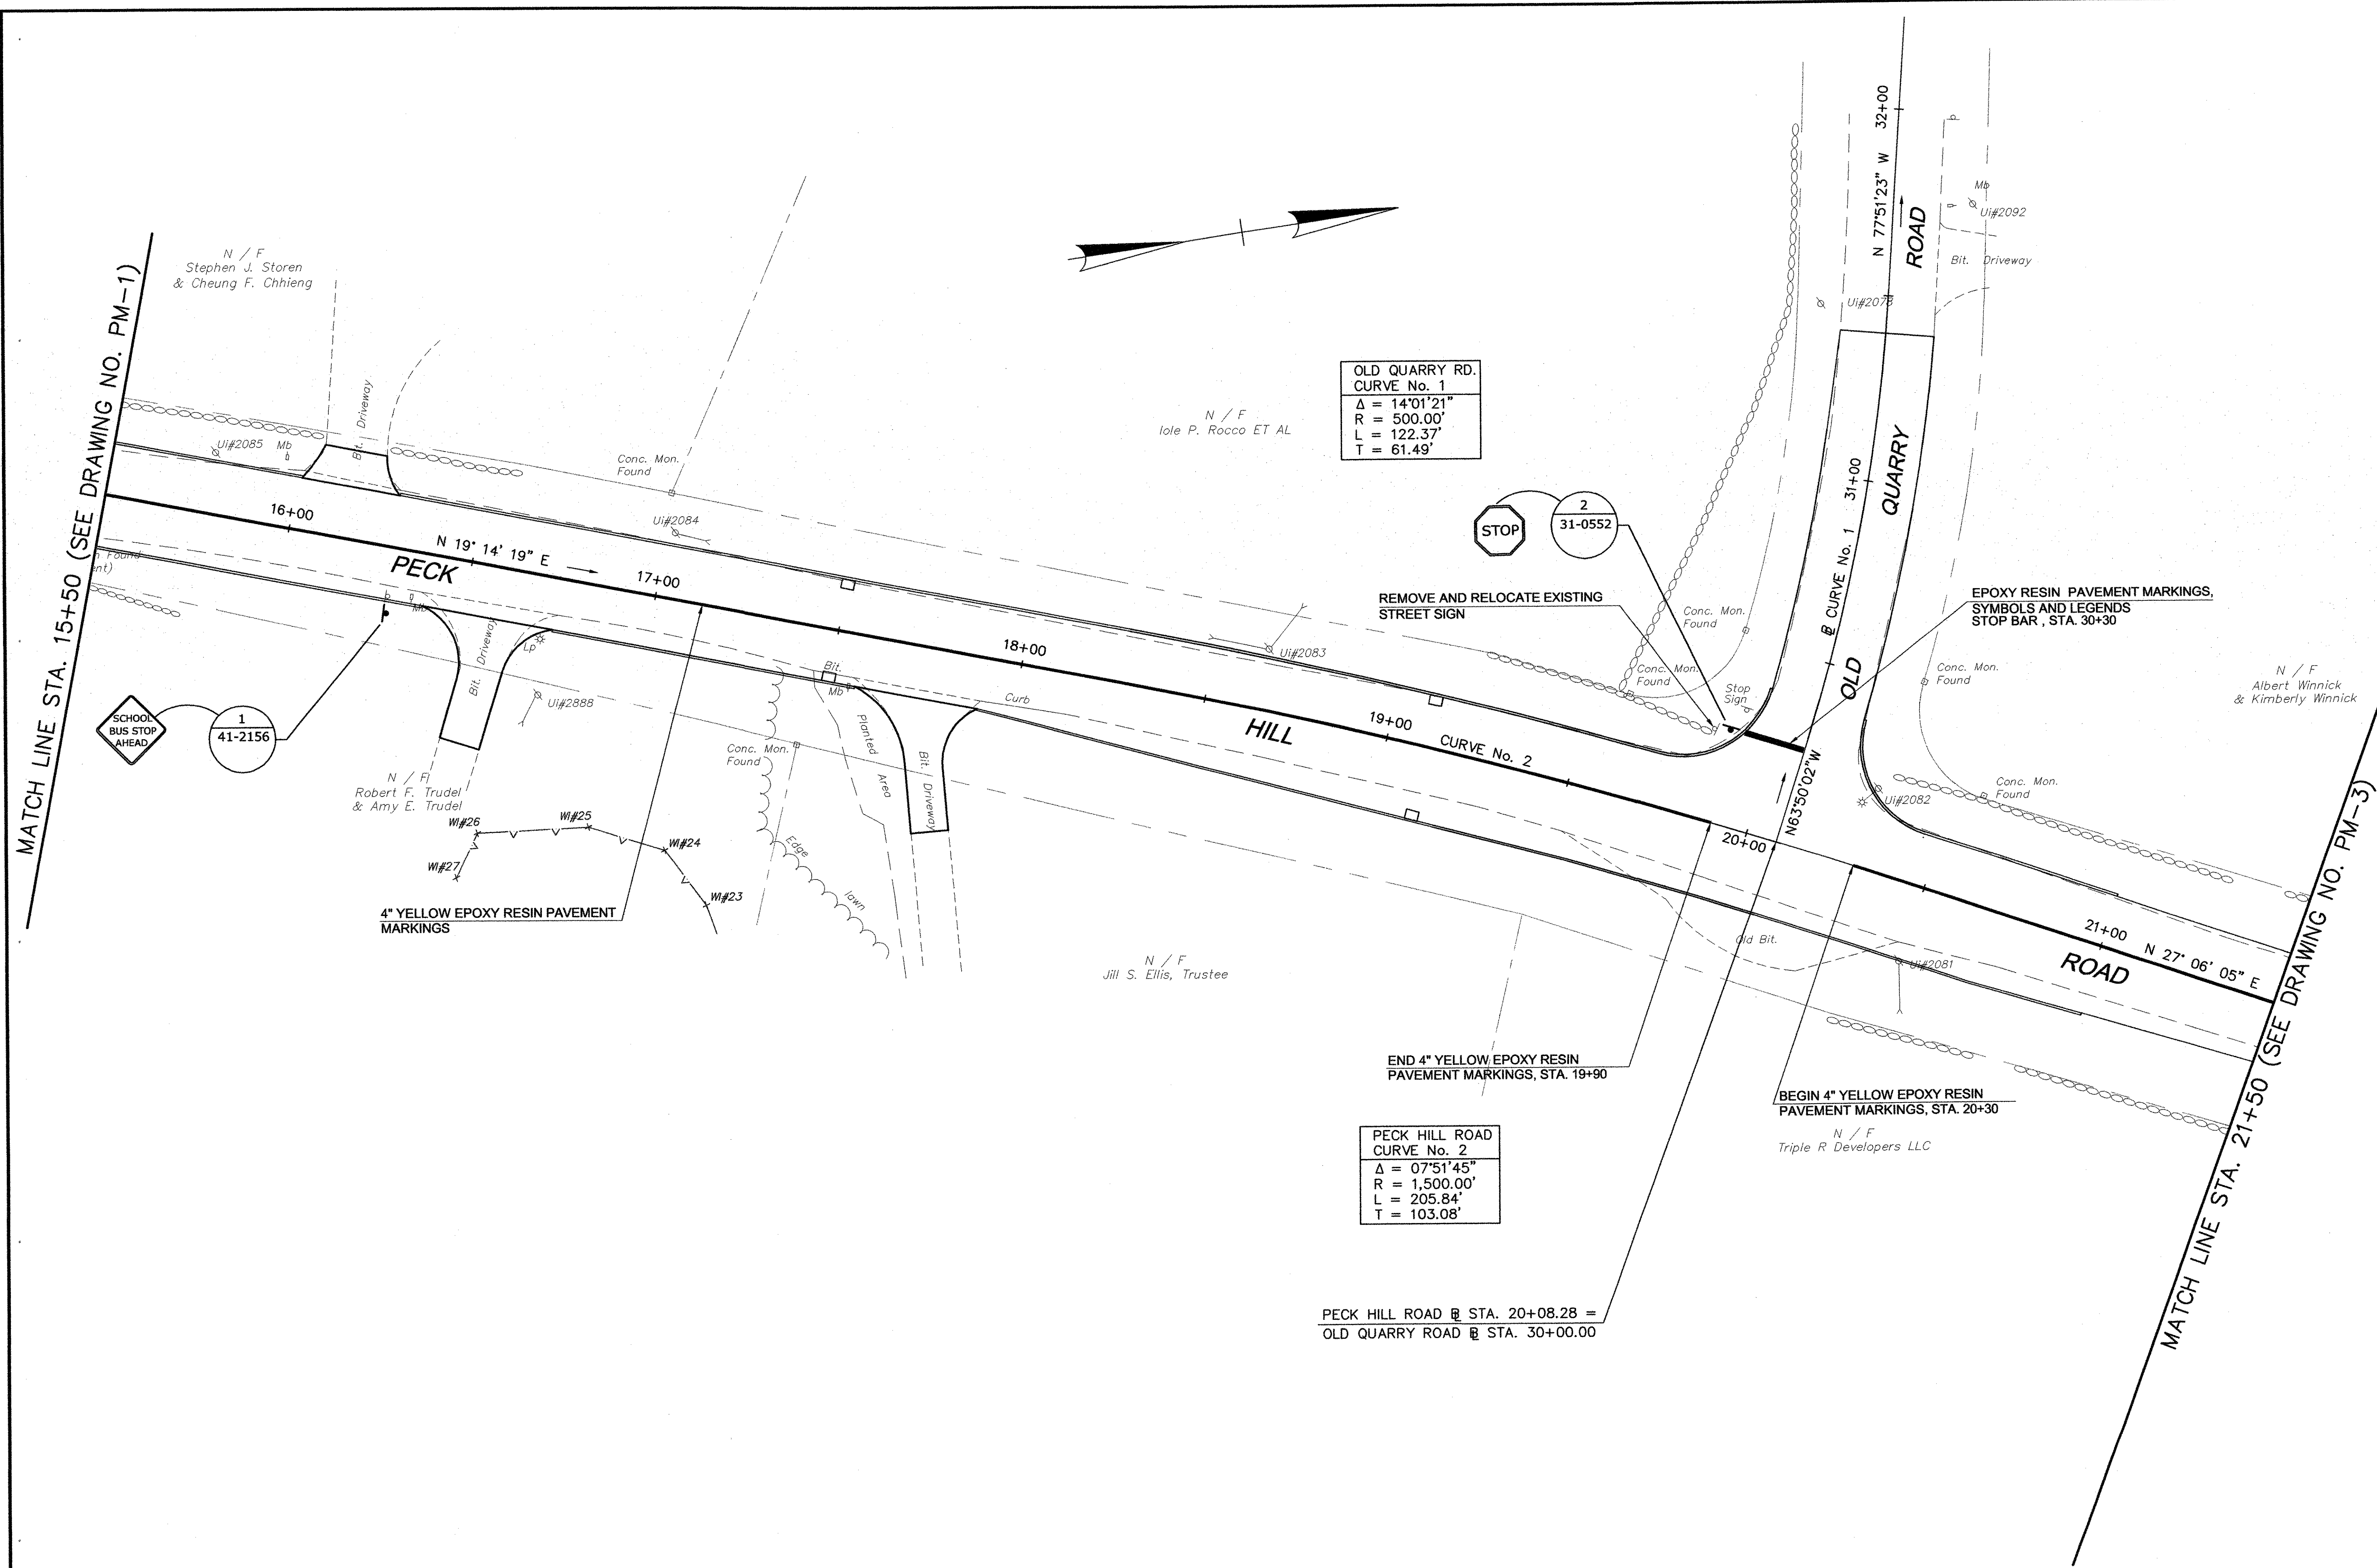 MATCH LINE STA. 15+50 (SEE DRAWING NO. PM-1)
N / F
Stephen J. Storen
& Cheung F. Chhieng
Ui#2085
Mb
Bit. Driveway
Conc. Mon.
Found
Ui#2084
16+00
N 19° 14' 19" E
PECK
17+00
Mb
Bit. Driveway
Lp
Ui#2888
SCHOOL
BUS STOP
AHEAD
1
41-2156
N / F
Robert F. Trudel
& Amy E. Trudel
Wl#26
Wl#25
Wl#24
Wl#27
Wl#23
4" YELLOW EPOXY RESIN PAVEMENT
MARKINGS
Conc. Mon.
Found
Bit.
Mb
Planted
Area
Bit. Driveway
Edge
lawn
Curb
18+00
HILL
N / F
Jill S. Ellis, Trustee
N / F
Iole P. Rocco ET AL
OLD QUARRY RD.
CURVE No. 1
Δ = 14°01'21"
R = 500.00'
L = 122.37'
T = 61.49'
STOP
2
31-0552
REMOVE AND RELOCATE EXISTING
STREET SIGN
Ui#2083
Conc. Mon.
Found
Conc. Mon.
Found
Stop
Sign
19+00
CURVE No. 2
N 77°51'23" W
32+00
ROAD
Mb
Ui#2092
Bit. Driveway
Ui#2078
QUARRY
31+00
℄ CURVE No. 1
OLD
EPOXY RESIN PAVEMENT MARKINGS,
SYMBOLS AND LEGENDS
STOP BAR , STA. 30+30
Conc. Mon.
Found
N / F
Albert Winnick
& Kimberly Winnick
N63°50'02"W
Ui#2082
Conc. Mon.
Found
20+00
Old Bit.
Ui#2081
21+00
N 27° 06' 05" E
ROAD
END 4" YELLOW EPOXY RESIN
PAVEMENT MARKINGS, STA. 19+90
BEGIN 4" YELLOW EPOXY RESIN
PAVEMENT MARKINGS, STA. 20+30
N / F
Triple R Developers LLC
PECK HILL ROAD
CURVE No. 2
Δ = 07°51'45"
R = 1,500.00'
L = 205.84'
T = 103.08'
PECK HILL ROAD ℄ STA. 20+08.28 =
OLD QUARRY ROAD ℄ STA. 30+00.00
MATCH LINE STA. 21+50 (SEE DRAWING NO. PM-3)